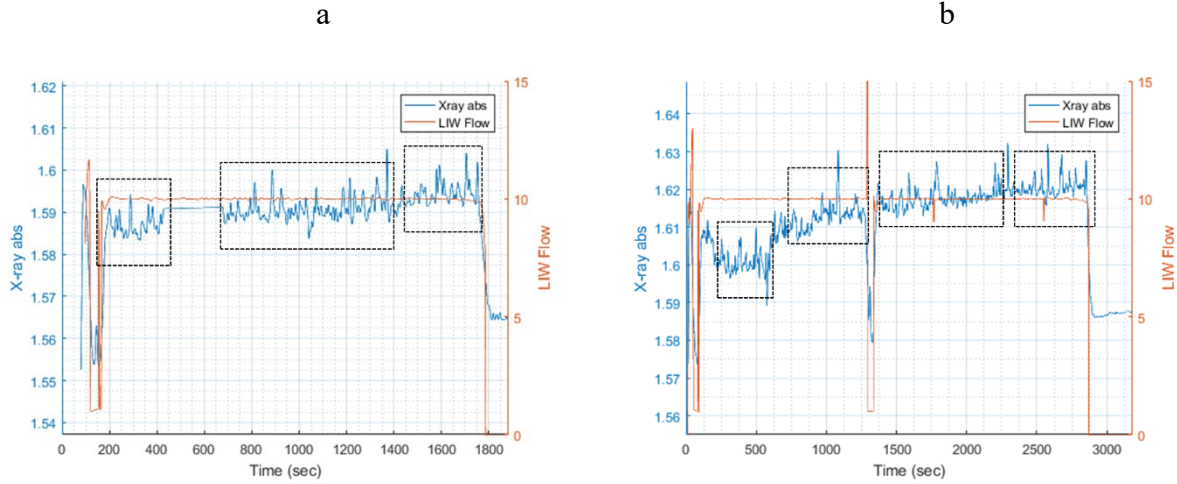 a
b
1.62
1.61
1.6
1.59
1.58
1.57
1.56
1.55
1.54
X-ray abs
15
10
5
0
LIW Flow
Xray abs
LIW Flow
0 200 400 600 800 1000 1200 1400 1600 1800
Time (sec)
1.64
1.63
1.62
1.61
1.6
1.59
1.58
1.57
1.56
X-ray abs
15
10
5
0
LIW Flow
Xray abs
LIW Flow
0 500 1000 1500 2000 2500 3000
Time (sec)